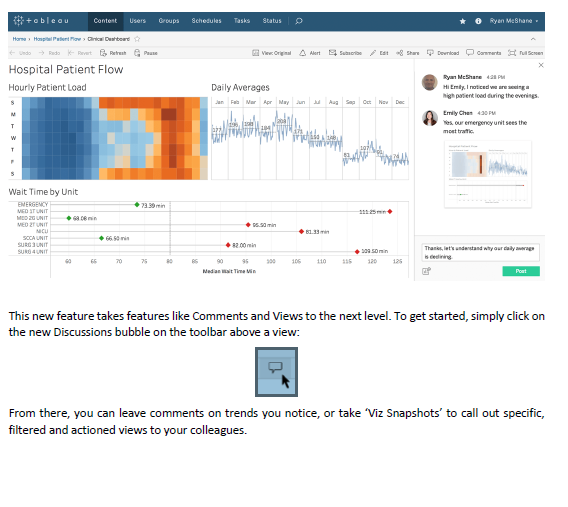 +ableau Content Users Groups Schedules Tasks Status Ryan McShane
Home Hospital Patient Flow Clinical Dashboard
Undo Redo Revert Refresh Pause View: Original Alert Subscribe Edit Share Download Comments Full Screen
Hospital Patient Flow
Hourly Patient Load
S
M
T
W
T
F
S
Daily Averages
Jan Feb Mar Apr May Jun Jul Aug Sep Oct Nov Dec
Wait Time by Unit
EMERGENCY 73.39 min
MED 1T UNIT 111.25 min
MED 2G UNIT 68.08 min
MED 2T UNIT 95.50 min
NICU 81.33 min
SCCA UNIT 66.50 min
SURG 3 UNIT 82.00 min
SURG 4 UNIT 109.50 min
60 65 70 75 80 85 90 95 100 105 110 115 120 125
Median Wait Time Min
Ryan McShane 4:28 PM
Hi Emily, I noticed we are seeing a
high patient load during the evenings.
Emily Chen 4:30 PM
Yes, our emergency unit sees the
most traffic.
Thanks, let's understand why our daily average
is declining.
Post
This new feature takes features like Comments and Views to the next level. To get started, simply click on
the new Discussions bubble on the toolbar above a view:
From there, you can leave comments on trends you notice, or take ‘Viz Snapshots’ to call out specific,
filtered and actioned views to your colleagues.